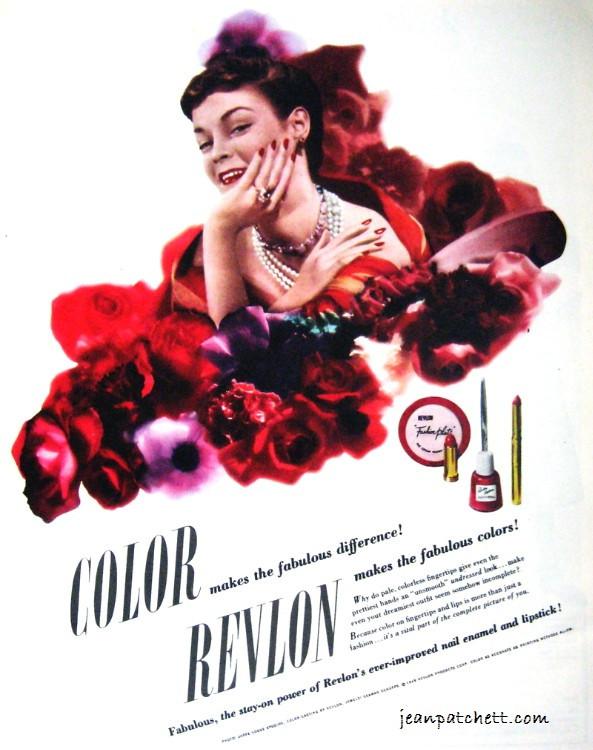 REVLON
"Fashion Plate"
COLOR makes the fabulous difference!
REVLON makes the fabulous colors!
Why do pale, colorless fingertips give even the
prettiest hands an "unsmooth" undressed look...make
even your dreamiest outfit seem somehow incomplete?
Because color on fingertips and lips is more than just a
fashion...it's a vital part of the complete picture of you.
Fabulous, the stay-on power of Revlon's ever-improved nail enamel and lipstick!
jeanpatchett.com